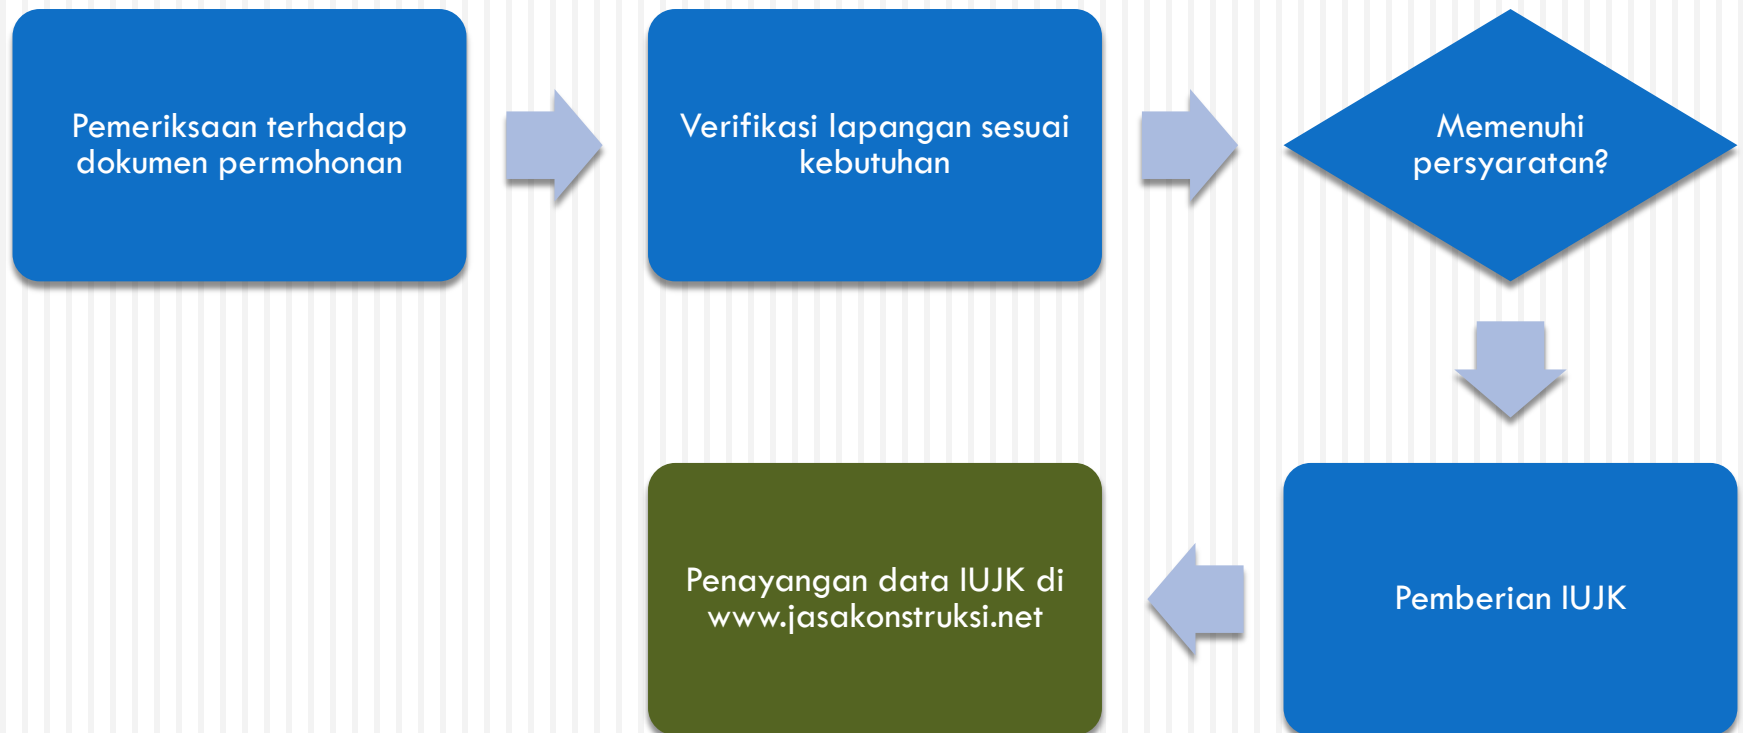 Pemeriksaan terhadap
dokumen permohonan
Verifikasi lapangan sesuai
kebutuhan
Memenuhi
persyaratan?
Pemberian IUJK
Penayangan data IUJK di
www.jasakonstruksi.net